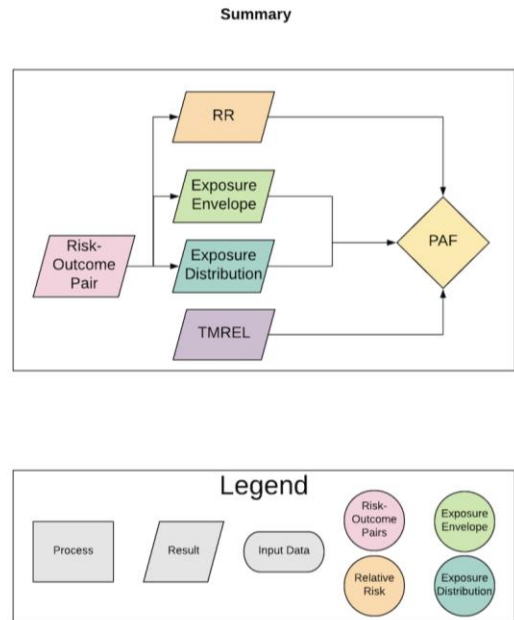 Summary
RR
Exposure
Envelope
Risk-
Outcome
Pair
Exposure
Distribution
PAF
TMREL
Legend
Process
Result
Input Data
Risk-
Outcome
Pairs
Exposure
Envelope
Relative
Risk
Exposure
Distribution